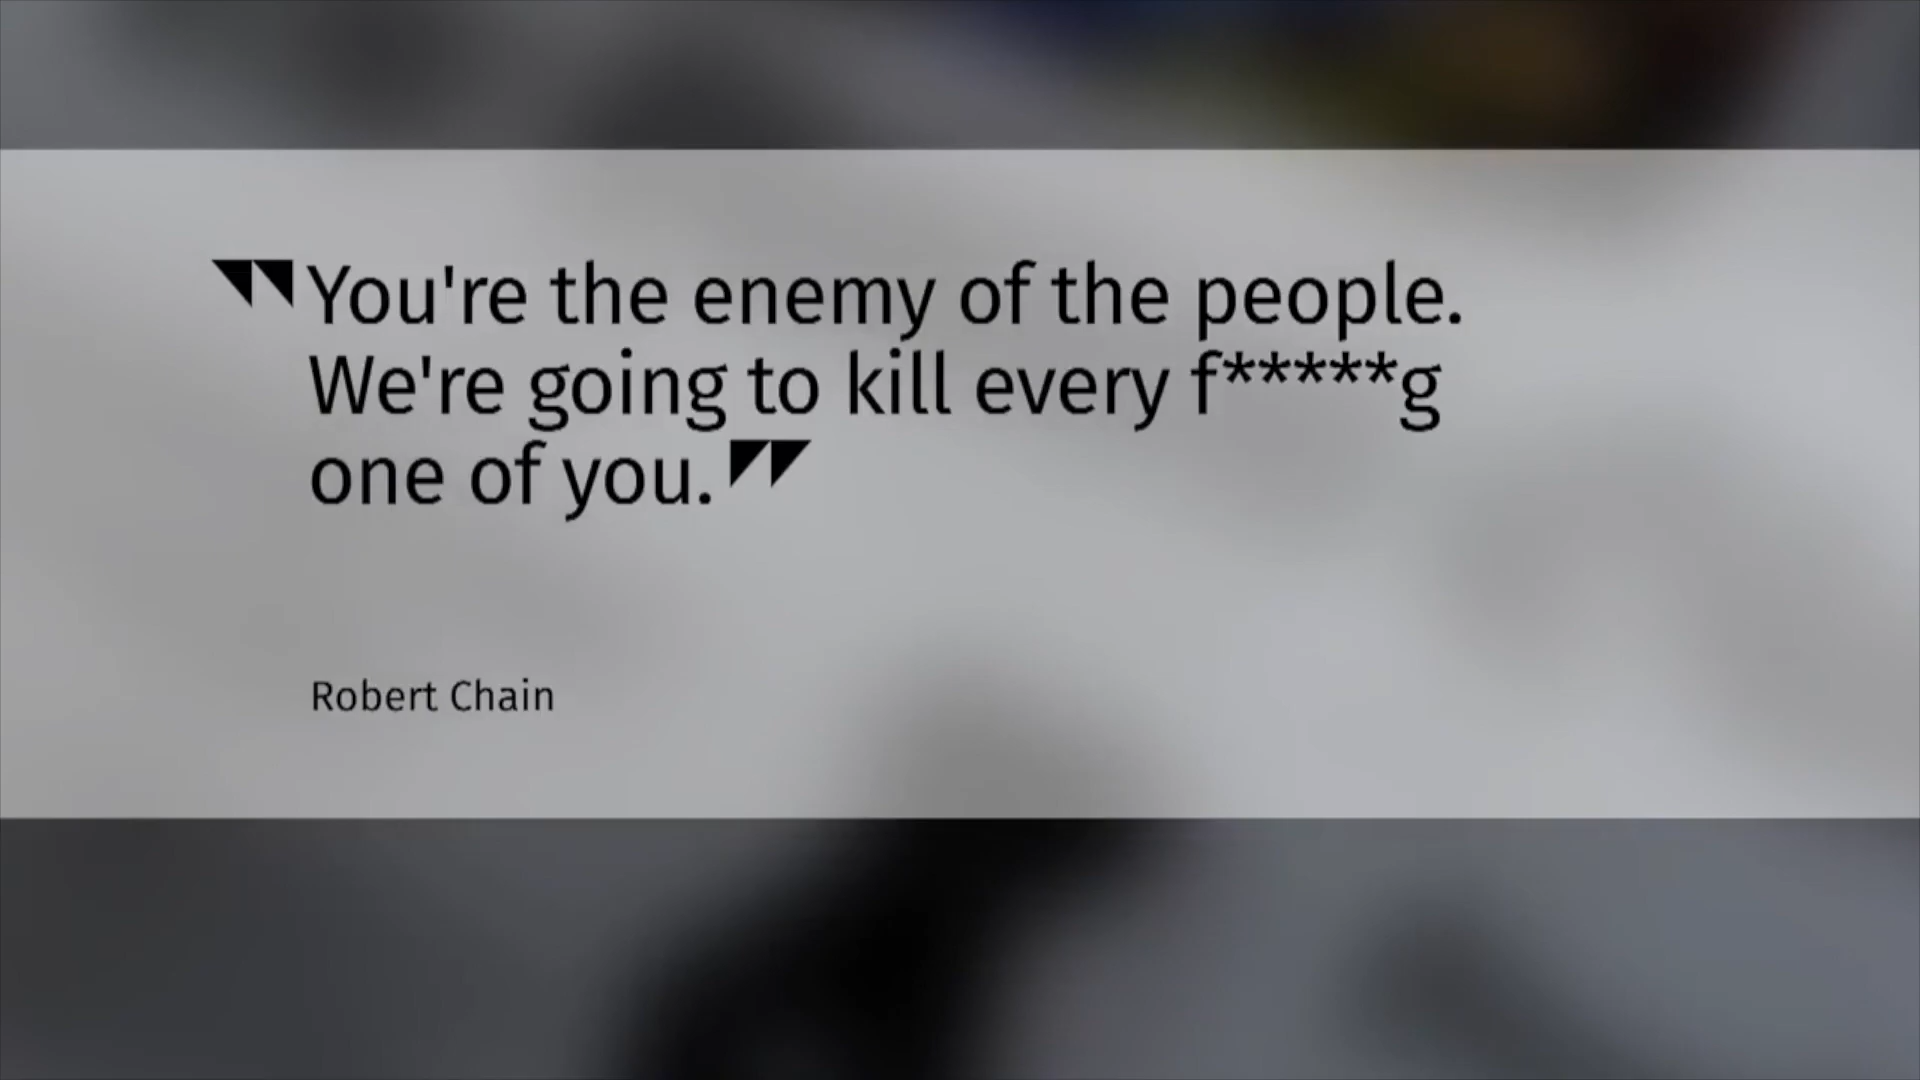 "You're the enemy of the people.
We're going to kill every f*****g
one of you."
Robert Chain